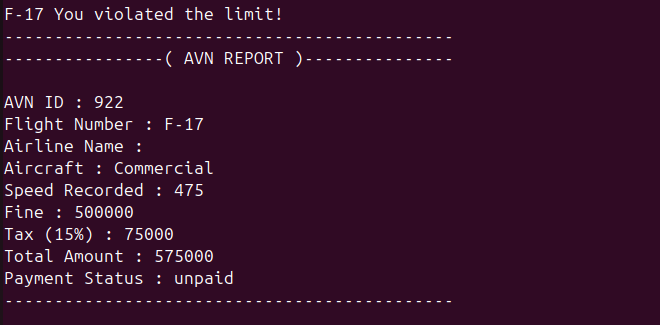 F-17 You violated the limit!
---------------------------------------------
----------------( AVN REPORT )---------------
AVN ID : 922
Flight Number : F-17
Airline Name :
Aircraft : Commercial
Speed Recorded : 475
Fine : 500000
Tax (15%) : 75000
Total Amount : 575000
Payment Status : unpaid
---------------------------------------------